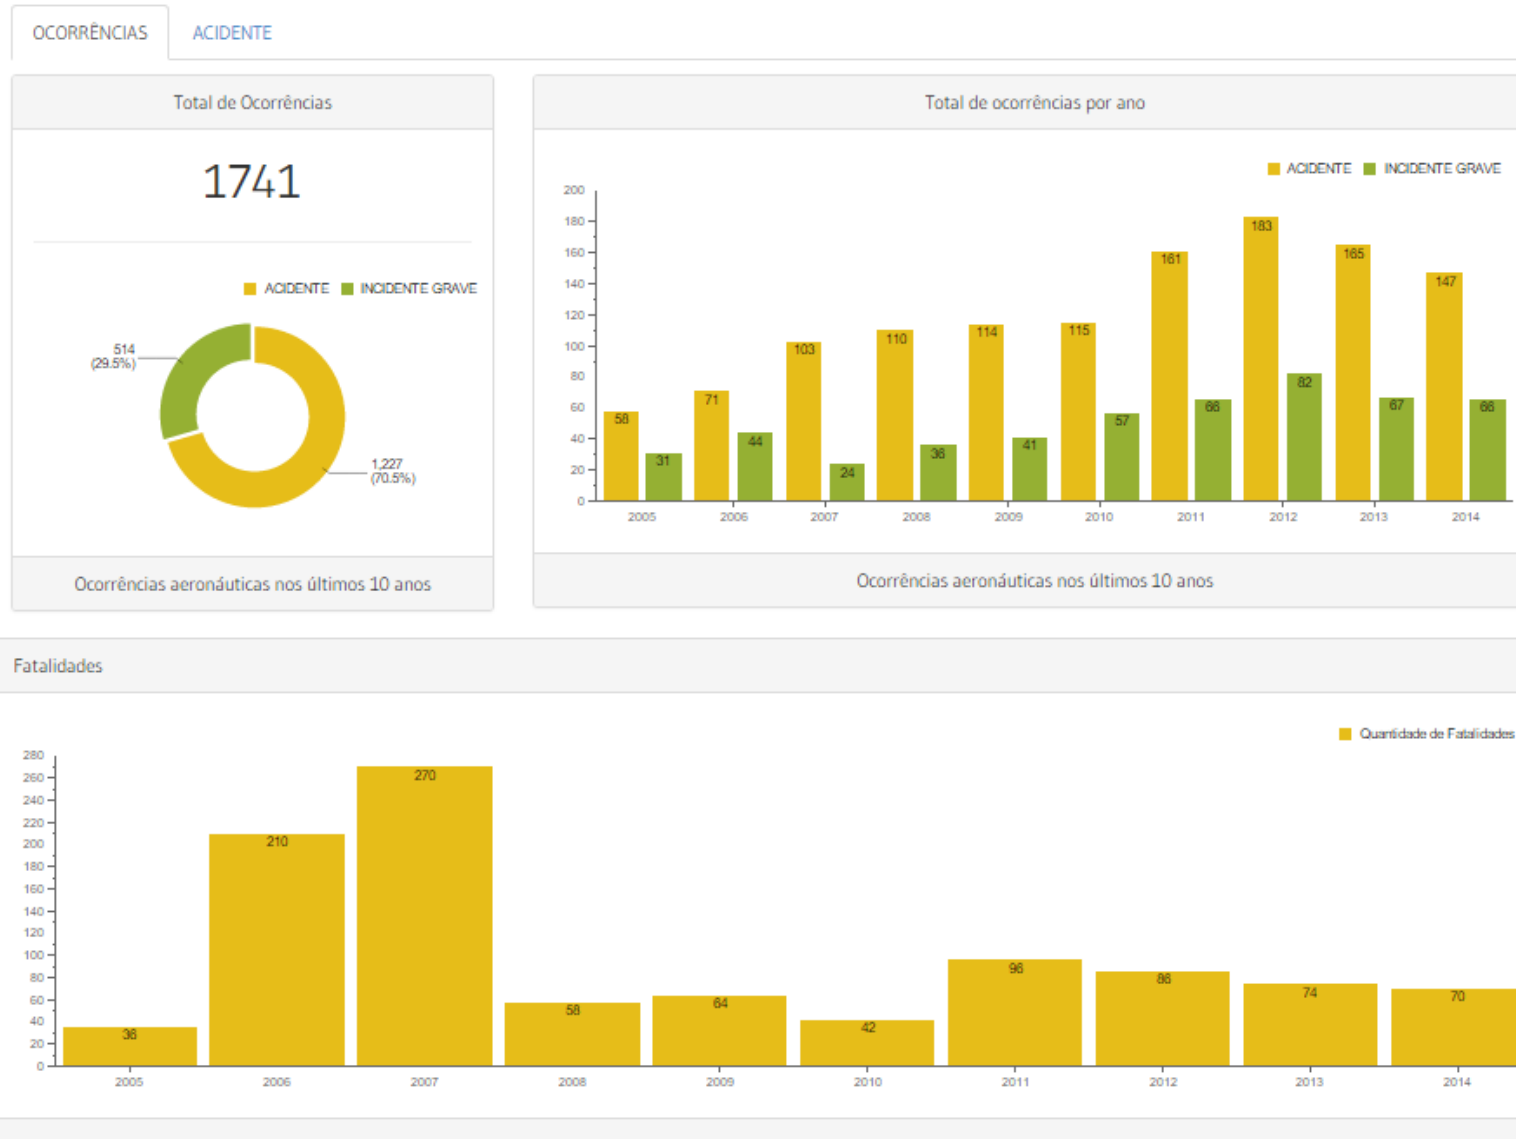 OCORRÊNCIAS ACIDENTE
Total de Ocorrências
1741
ACIDENTE INCIDENTE GRAVE
514
(29.5%)
1,227
(70.5%)
Ocorrências aeronáuticas nos últimos 10 anos
Total de ocorrências por ano
ACIDENTE INCIDENTE GRAVE
200
180
160
140
120
100
80
60
40
20
0
58 31 71 44 103 24 110 36 114 41 115 57 161 66 183 82 165 67 147 66
2005 2006 2007 2008 2009 2010 2011 2012 2013 2014
Ocorrências aeronáuticas nos últimos 10 anos
Fatalidades
Quantidade de Fatalidades
280
260
240
220
200
180
160
140
120
100
80
60
40
20
0
36 210 270 58 64 42 96 86 74 70
2005 2006 2007 2008 2009 2010 2011 2012 2013 2014